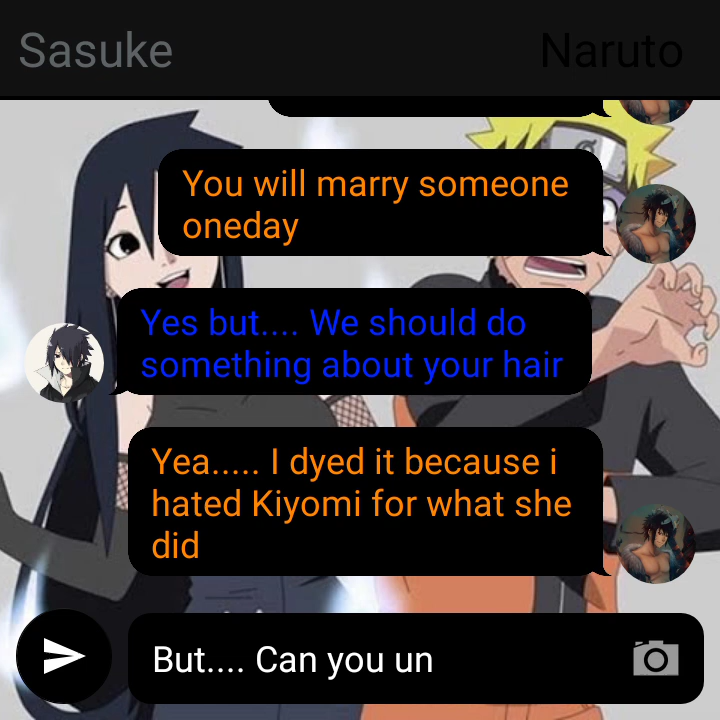 Sasuke
Naruto
You will marry someone
oneday
Yes but.... We should do
something about your hair
Yea..... I dyed it because i
hated Kiyomi for what she
did
But.... Can you un